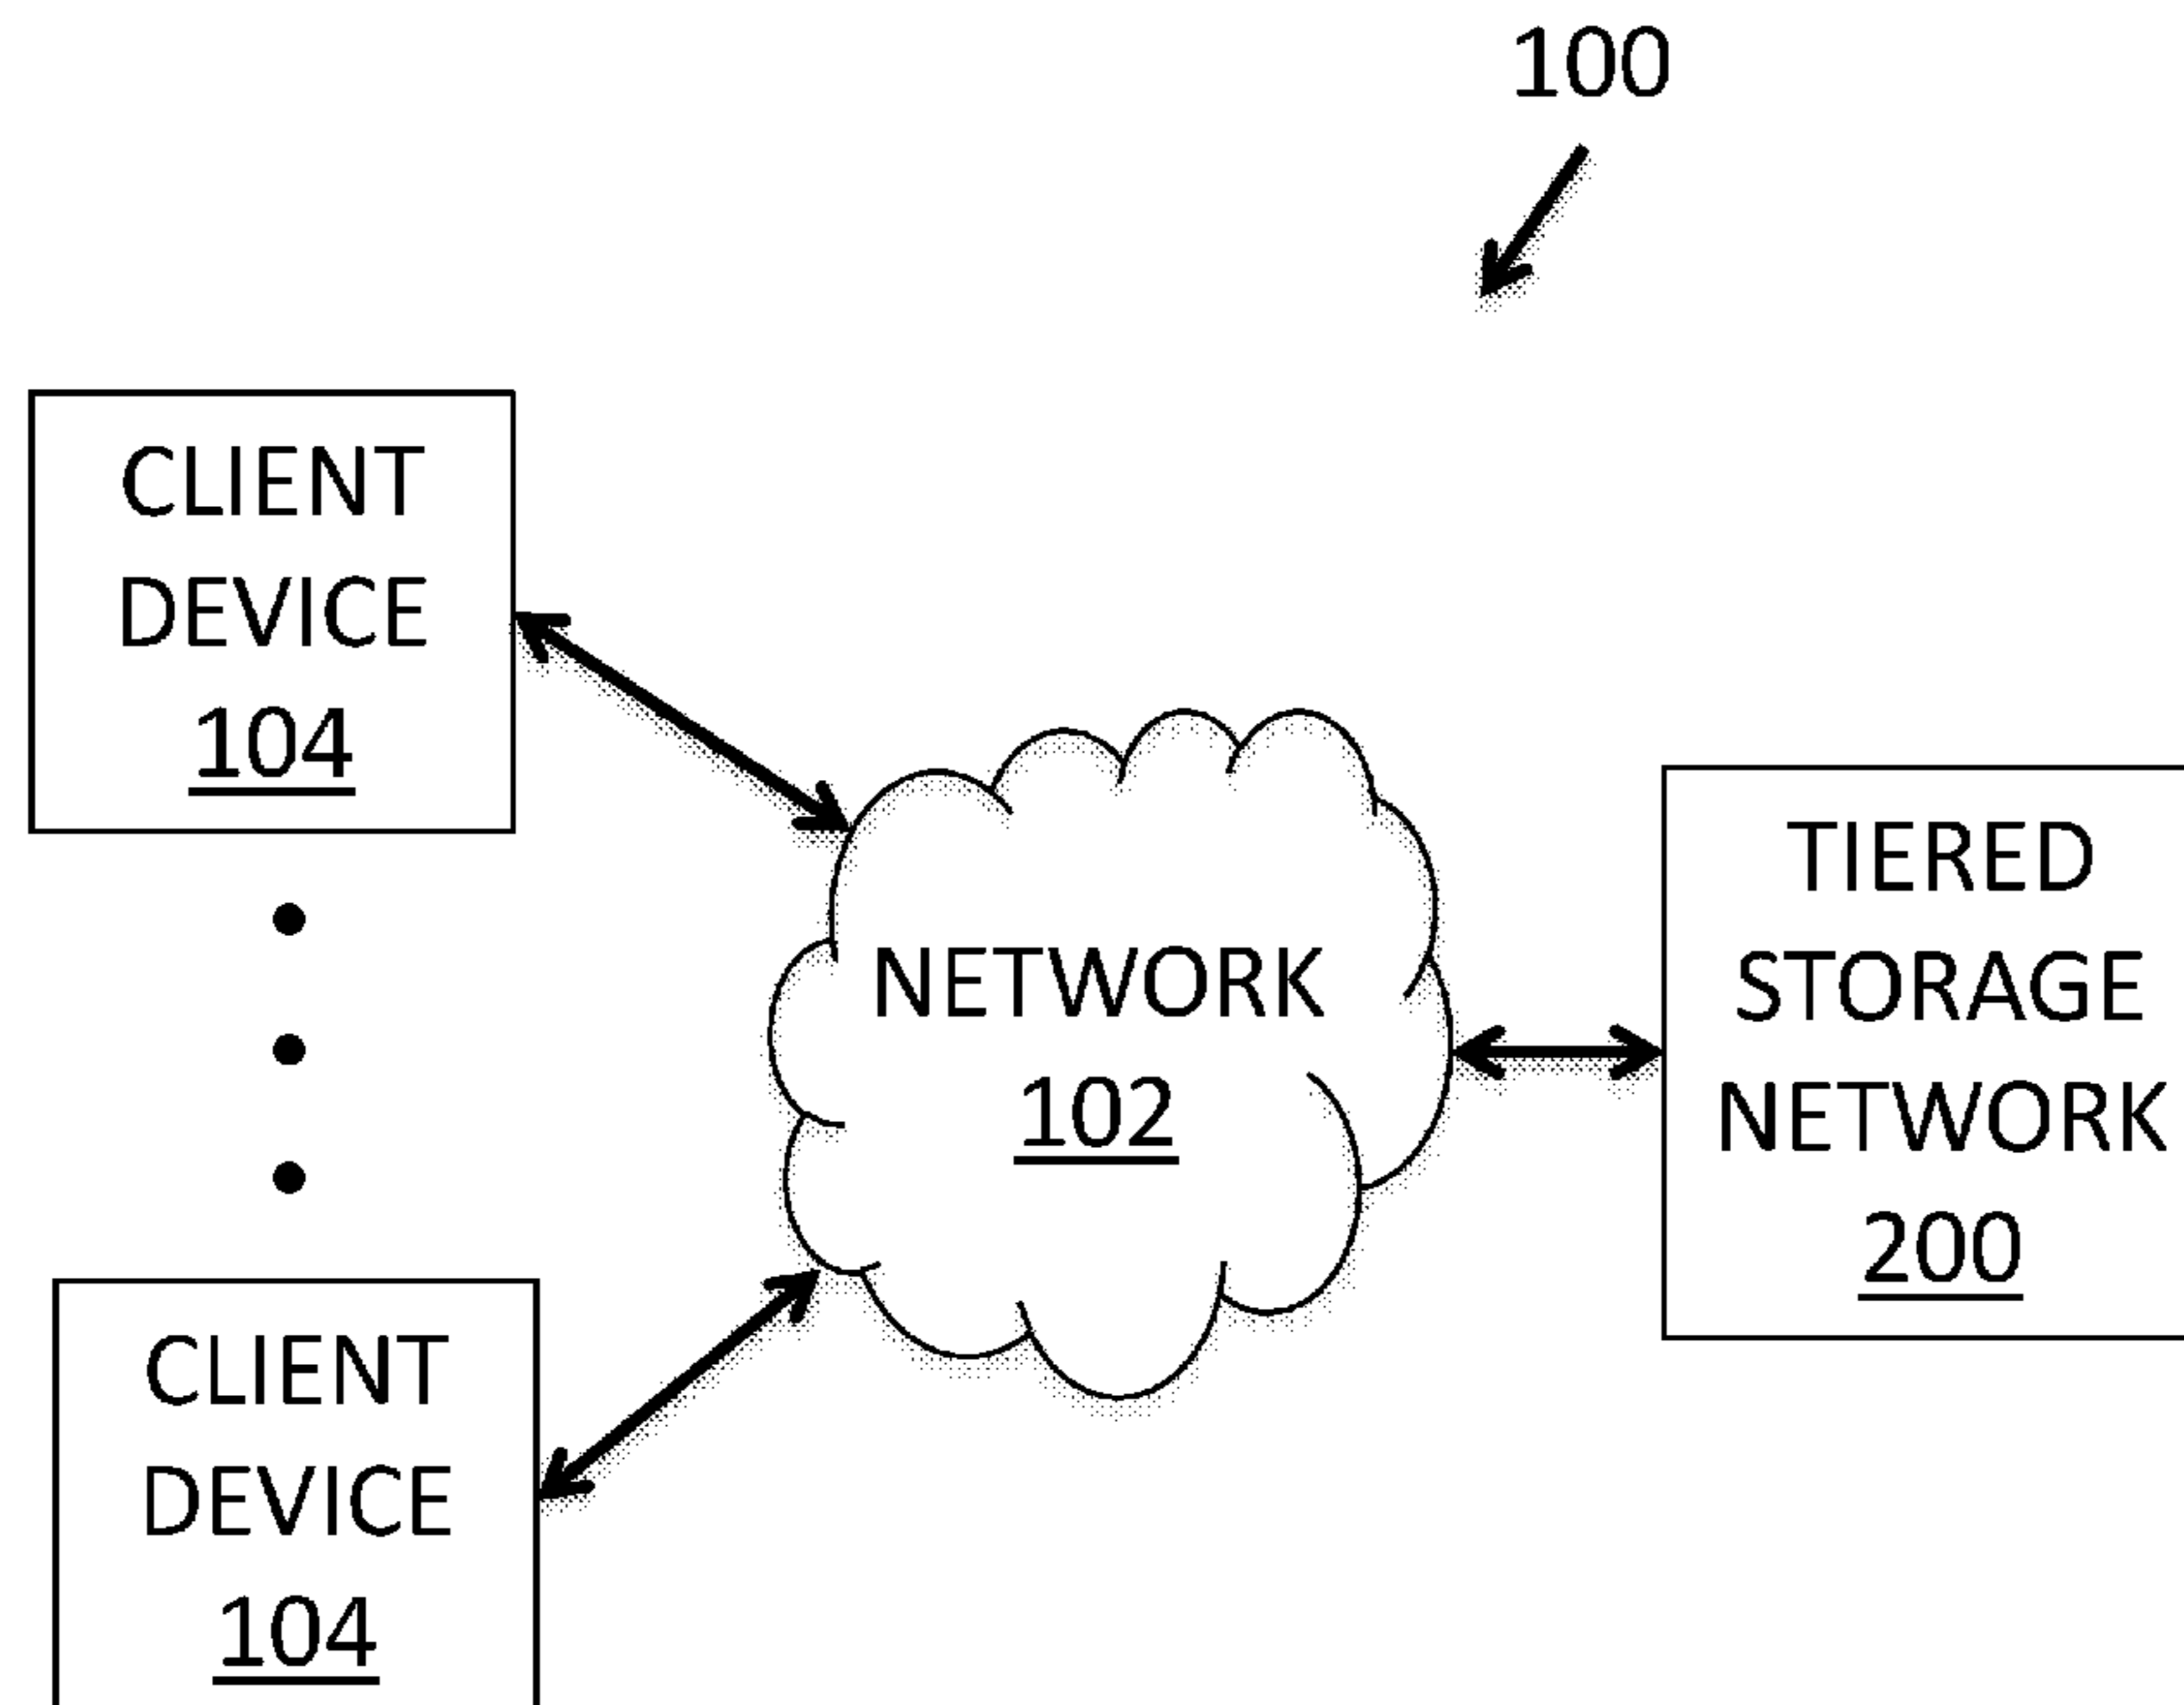 100
CLIENT
DEVICE
104
NETWORK
102
TIERED
STORAGE
NETWORK
200
CLIENT
DEVICE
104